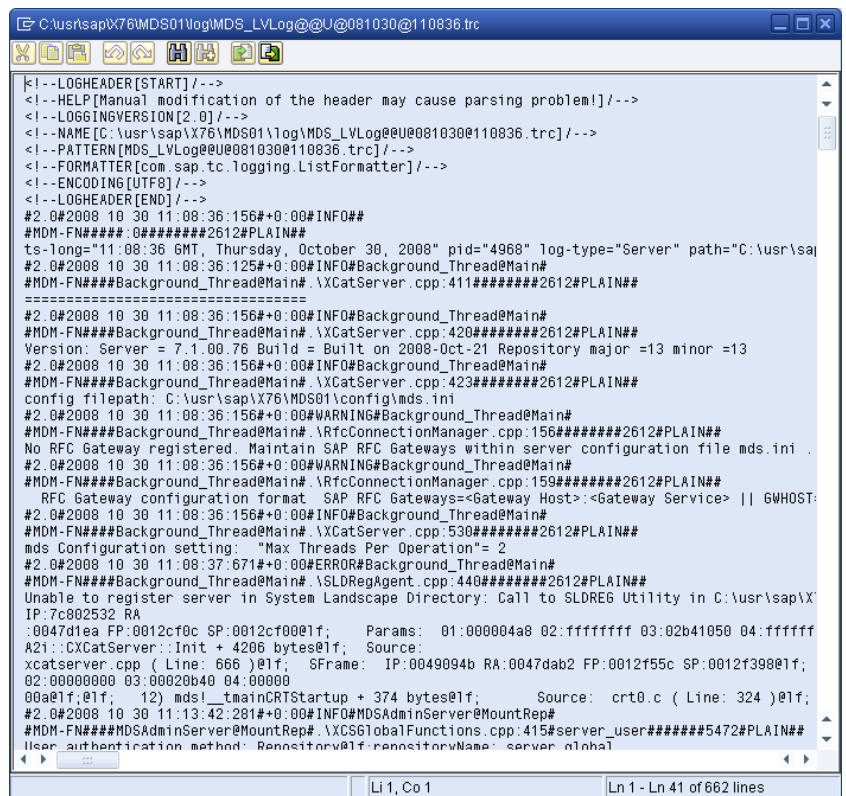 C:\usr\sap\X76\MDS01\log\MDS_LVLog@@U@081030@110836.trc
<!--LOGHEADER[START]/-->
<!--HELP[Manual modification of the header may cause parsing problem!]/-->
<!--LOGGINGVERSION[2.0]/-->
<!--NAME[C:\usr\sap\X76\MDS01\log\MDS_LVLog@@U@081030@110836.trc]/-->
<!--PATTERN[MDS_LVLog@@U@081030@110836.trc]/-->
<!--FORMATTER[com.sap.tc.logging.ListFormatter]/-->
<!--ENCODING[UTF8]/-->
<!--LOGHEADER[END]/-->
#2.0#2008 10 30 11:08:36:156#+0:00#INFO##
#MDM-FN#####:0########2612#PLAIN##
ts-long="11:08:36 GMT, Thursday, October 30, 2008" pid="4968" log-type="Server" path="C:\usr\sa
#2.0#2008 10 30 11:08:36:125#+0:00#INFO#Background_Thread@Main#
#MDM-FN####Background_Thread@Main#.\XCatServer.cpp:411########2612#PLAIN##
==================================
#2.0#2008 10 30 11:08:36:156#+0:00#INFO#Background_Thread@Main#
#MDM-FN####Background_Thread@Main#.\XCatServer.cpp:420########2612#PLAIN##
Version: Server = 7.1.00.76 Build = Built on 2008-Oct-21 Repository major =13 minor =13
#2.0#2008 10 30 11:08:36:156#+0:00#INFO#Background_Thread@Main#
#MDM-FN####Background_Thread@Main#.\XCatServer.cpp:423########2612#PLAIN##
config filepath: C:\usr\sap\X76\MDS01\config\mds.ini
#2.0#2008 10 30 11:08:36:156#+0:00#WARNING#Background_Thread@Main#
#MDM-FN####Background_Thread@Main#.\RfcConnectionManager.cpp:156########2612#PLAIN##
No RFC Gateway registered. Maintain SAP RFC Gateways within server configuration file mds.ini .
#2.0#2008 10 30 11:08:36:156#+0:00#WARNING#Background_Thread@Main#
#MDM-FN####Background_Thread@Main#.\RfcConnectionManager.cpp:159########2612#PLAIN##
RFC Gateway configuration format  SAP RFC Gateways=<Gateway Host>:<Gateway Service> || GWHOST=
#2.0#2008 10 30 11:08:36:156#+0:00#INFO#Background_Thread@Main#
#MDM-FN####Background_Thread@Main#.\XCatServer.cpp:530########2612#PLAIN##
mds Configuration setting:  "Max Threads Per Operation"= 2
#2.0#2008 10 30 11:08:37:671#+0:00#ERROR#Background_Thread@Main#
#MDM-FN####Background_Thread@Main#.\SLDRegAgent.cpp:440########2612#PLAIN##
Unable to register server in System Landscape Directory: Call to SLDREG Utility in C:\usr\sap\X
IP:7c802532 RA
:0047d1ea FP:0012cf0c SP:0012cf00@lf;    Params:  01:000004a8 02:ffffffff 03:02b41050 04:ffffff
A2i::CXCatServer::Init + 4206 bytes@lf;  Source:
xcatserver.cpp ( Line: 666 )@lf;  SFrame:  IP:0049094b RA:0047dab2 FP:0012f55c SP:0012f398@lf;
02:00000000 03:00020b40 04:00000
00a@lf;@lf;   12) mds!__tmainCRTStartup + 374 bytes@lf;      Source:  crt0.c ( Line: 324 )@lf;
#2.0#2008 10 30 11:13:42:281#+0:00#INFO#MDSAdminServer@MountRep#
#MDM-FN####MDSAdminServer@MountRep#.\XCSGlobalFunctions.cpp:415#server_user#######5472#PLAIN##
User authentication method: Repository@lf;repositoryName: server global
Li 1, Co 1
Ln 1 - Ln 41 of 662 lines